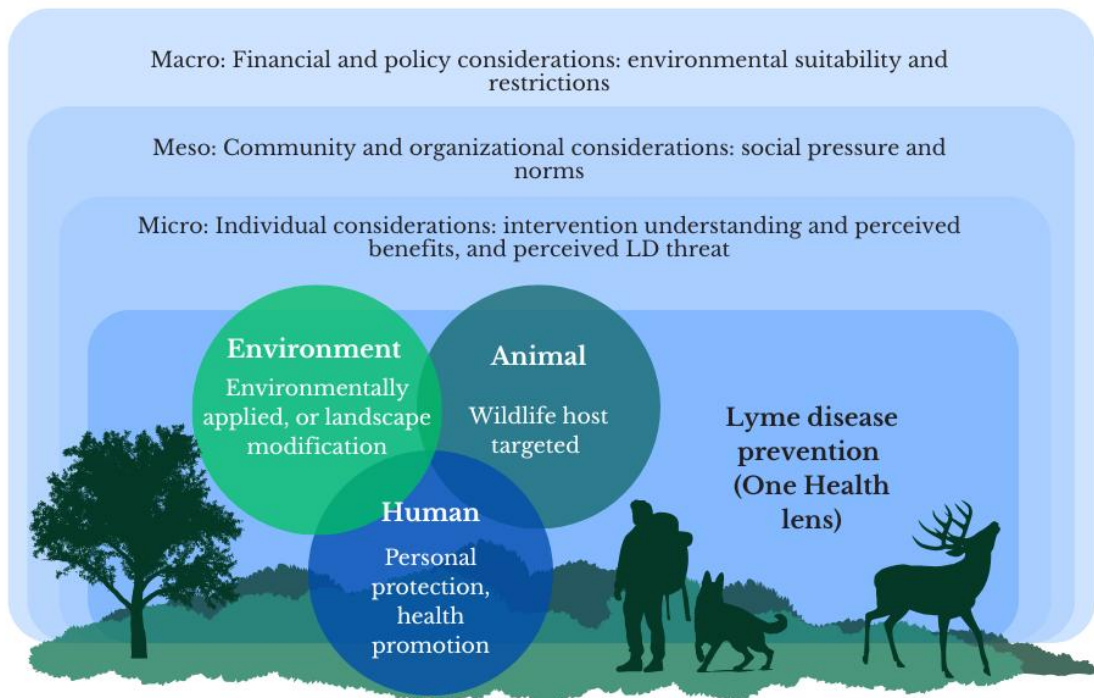 Macro: Financial and policy considerations: environmental suitability and
restrictions
Meso: Community and organizational considerations: social pressure and
norms
Micro: Individual considerations: intervention understanding and perceived
benefits, and perceived LD threat
Environment
Environmentally
applied, or landscape
modification
Animal
Wildlife host
targeted
Human
Personal
protection,
health
promotion
Lyme disease
prevention
(One Health
lens)